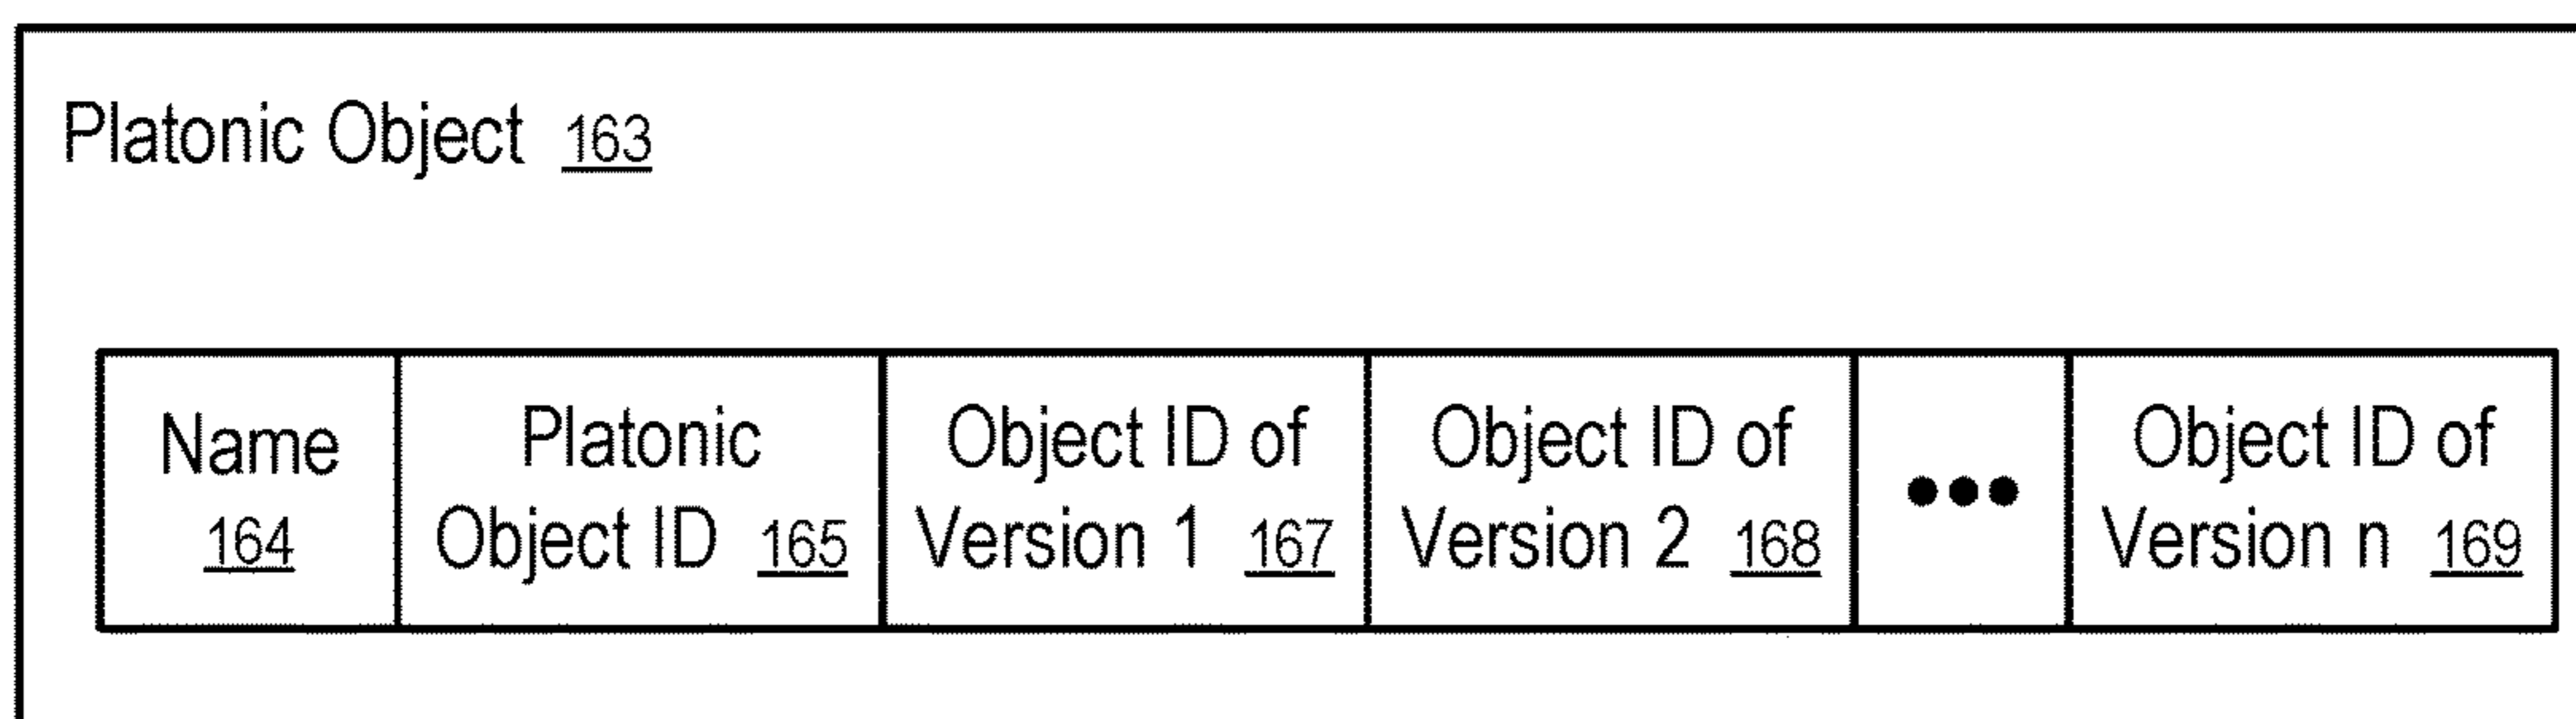 Platonic Object 163
Name
164
Platonic
Object ID 165
Object ID of
Version 1 167
Object ID of
Version 2 168
•••
Object ID of
Version n 169